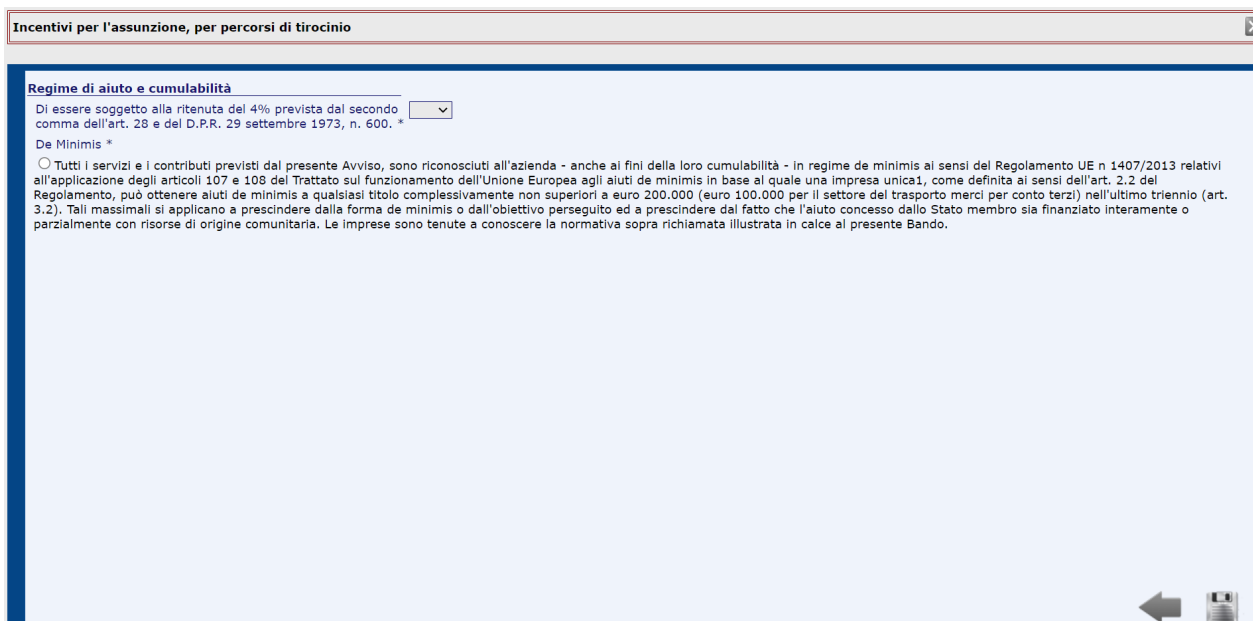 Incentivi per l'assunzione, per percorsi di tirocinio
Regime di aiuto e cumulabilità
Di essere soggetto alla ritenuta del 4% prevista dal secondo
comma dell'art. 28 e del D.P.R. 29 settembre 1973, n. 600. *
De Minimis *
Tutti i servizi e i contributi previsti dal presente Avviso, sono riconosciuti all'azienda - anche ai fini della loro cumulabilità - in regime de minimis ai sensi del Regolamento UE n 1407/2013 relativi
all'applicazione degli articoli 107 e 108 del Trattato sul funzionamento dell'Unione Europea agli aiuti de minimis in base al quale una impresa unica1, come definita ai sensi dell'art. 2.2 del
Regolamento, può ottenere aiuti de minimis a qualsiasi titolo complessivamente non superiori a euro 200.000 (euro 100.000 per il settore del trasporto merci per conto terzi) nell'ultimo triennio (art.
3.2). Tali massimali si applicano a prescindere dalla forma de minimis o dall'obiettivo perseguito ed a prescindere dal fatto che l'aiuto concesso dallo Stato membro sia finanziato interamente o
parzialmente con risorse di origine comunitaria. Le imprese sono tenute a conoscere la normativa sopra richiamata illustrata in calce al presente Bando.